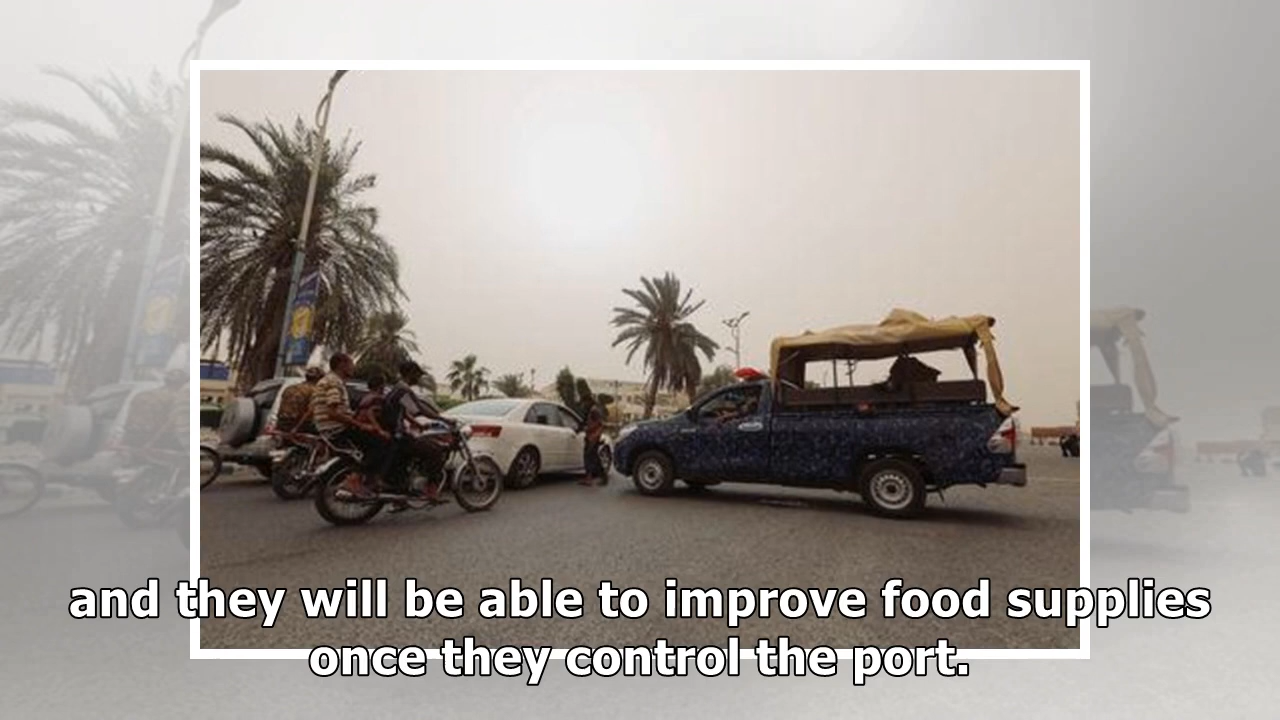 and they will be able to improve food supplies
once they control the port.